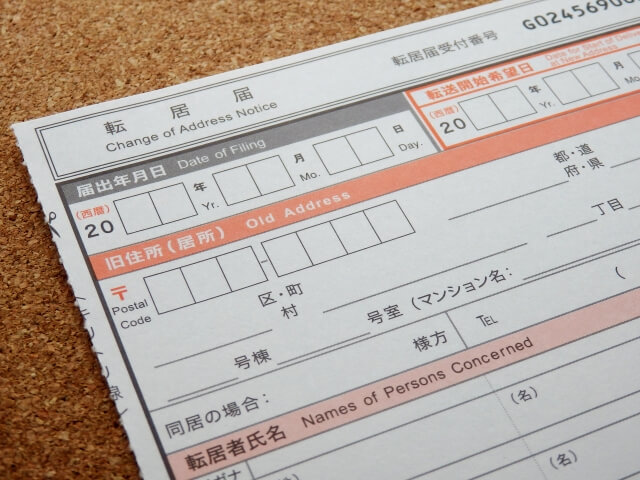 転居届受付番号 G02456906
転居届
Change of Address Notice
転送開始希望日
届出年月日 Date of Filing
(西暦) 20 年 Yr. 月 Mo. 日 Day.
(西暦) 20 年 Yr. 月 Mo.
旧住所(居所) Old Address
〒 Postal Code
都・道 府・県
区・町 村
丁目
号棟
号室(マンション名:
(
同居の場合: 様方 TEL
転居者氏名 Names of Persons Concerned
(名)
(名)